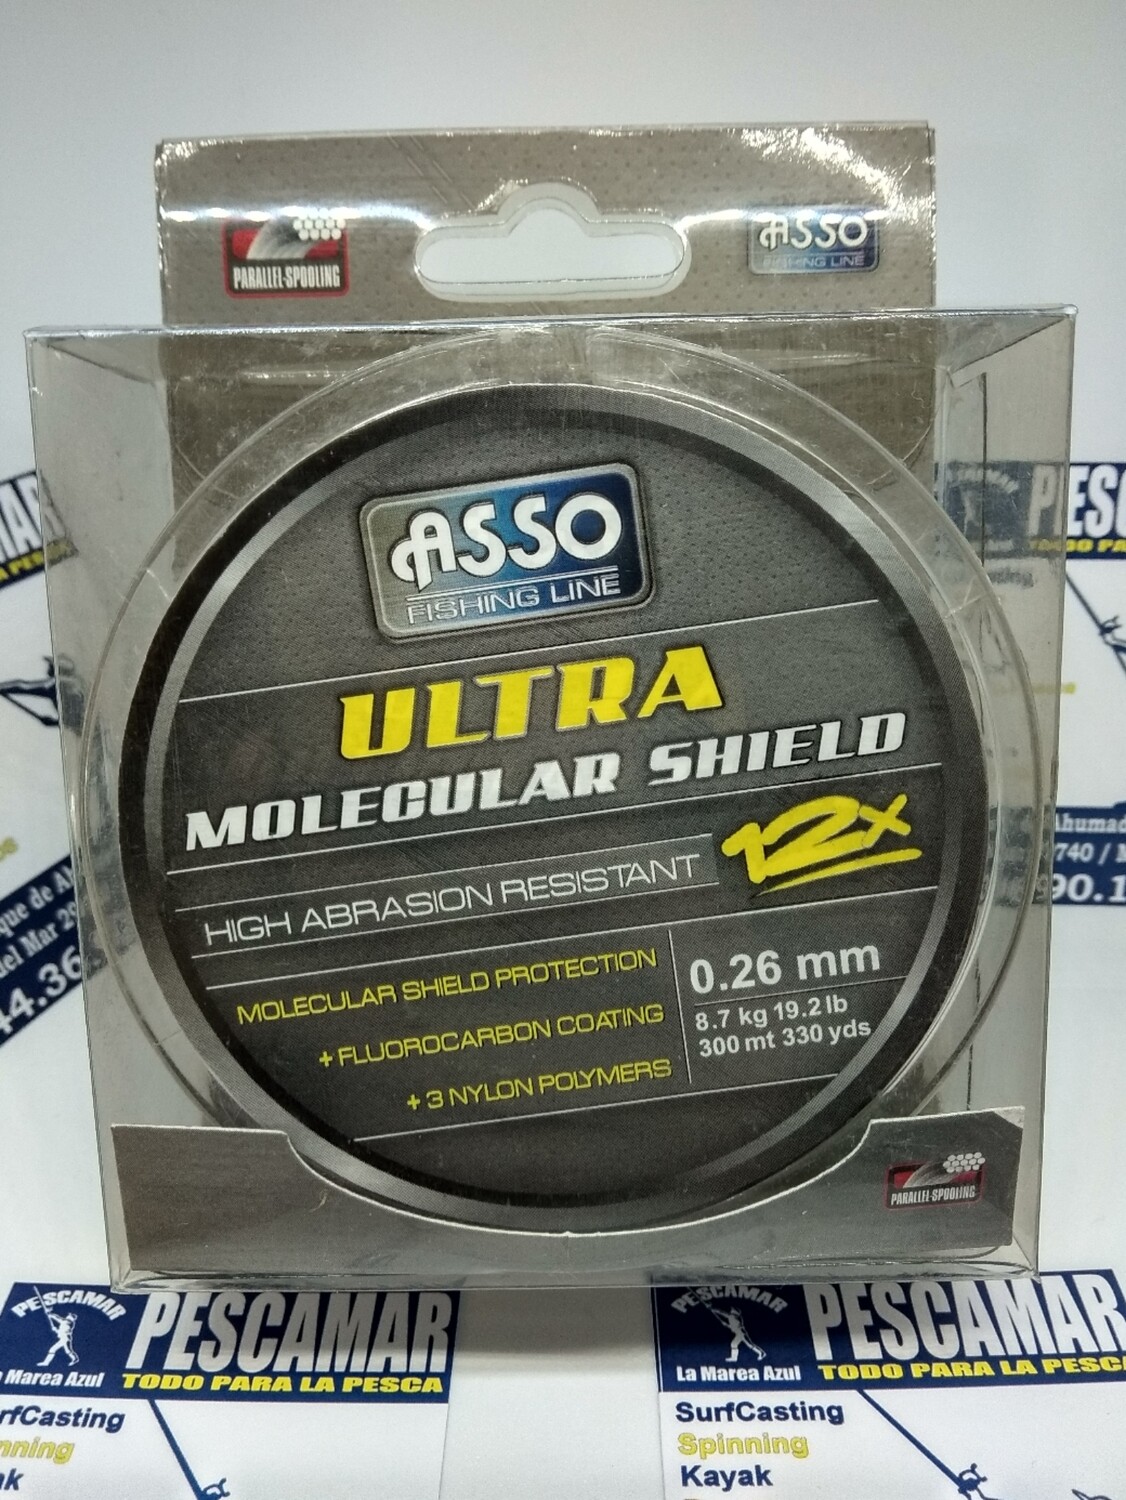 PARALLEL-SPOOLING
ASSO
FISHING LINE
ASSO
FISHING LINE
ULTRA
MOLECULAR SHIELD
12x
HIGH ABRASION RESISTANT
MOLECULAR SHIELD PROTECTION
+ FLUOROCARBON COATING
+ 3 NYLON POLYMERS
0.26 mm
8.7 kg 19.2 lb
300 mt 330 yds
PARALLEL-SPOOLING
PESCAMAR
PESCAMAR
La Marea Azul
TODO PARA LA PESCA
PESCAMAR
PESCAMAR
La Marea Azul
TODO PARA LA PESCA
SurfCasting
Spinning
Kayak